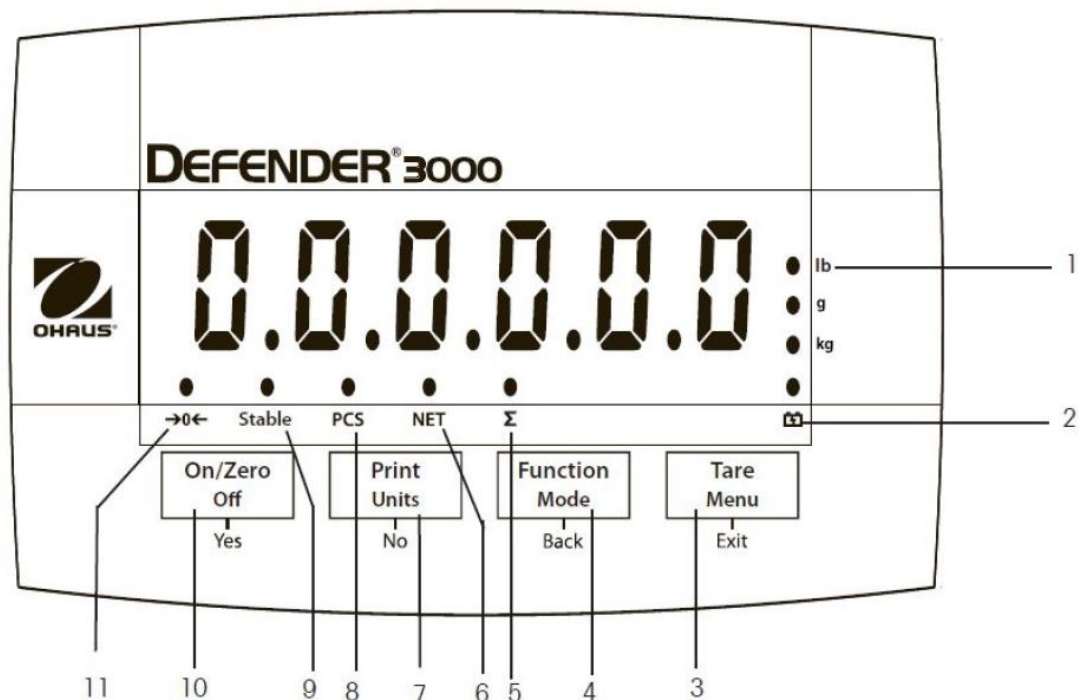 DEFENDER® 3000
0.0.0.0.0.0
lb
1
g
OHAUS®
kg
→0← Stable PCS NET Σ
2
On/Zero
Off
Yes
Print
Units
No
Function
Mode
Back
Tare
Menu
Exit
11 10 9 8 7 6 5 4 3